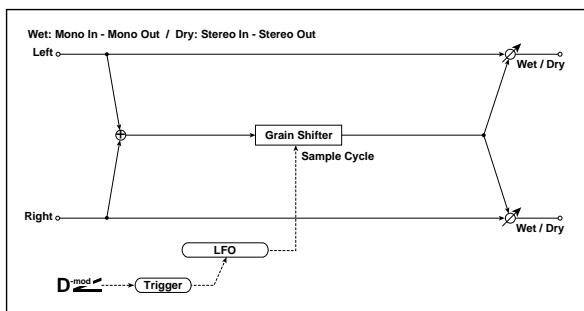 Wet: Mono In - Mono Out / Dry: Stereo In - Stereo Out
Left
Wet / Dry
Grain Shifter
Sample Cycle
Right
Wet / Dry
LFO
D-mod
Trigger